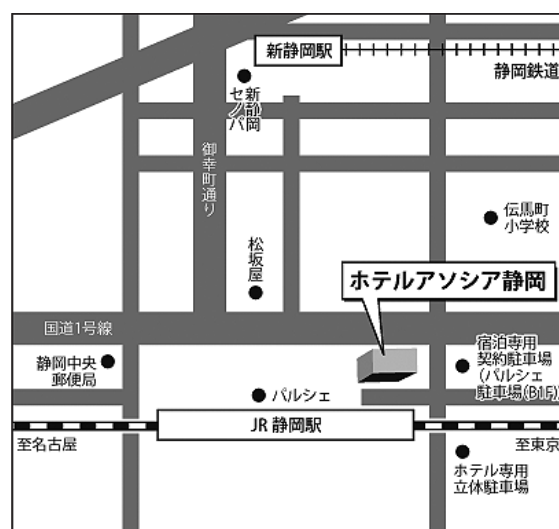 新静岡駅
静岡鉄道
新静岡
セノバ
御幸町通り
伝馬町
小学校
松坂屋
ホテルアソシア静岡
国道1号線
静岡中央
郵便局
宿泊専用
契約駐車場
(パルシェ
駐車場(B1F))
パルシェ
JR 静岡駅
至名古屋
至東京
ホテル専用
立体駐車場